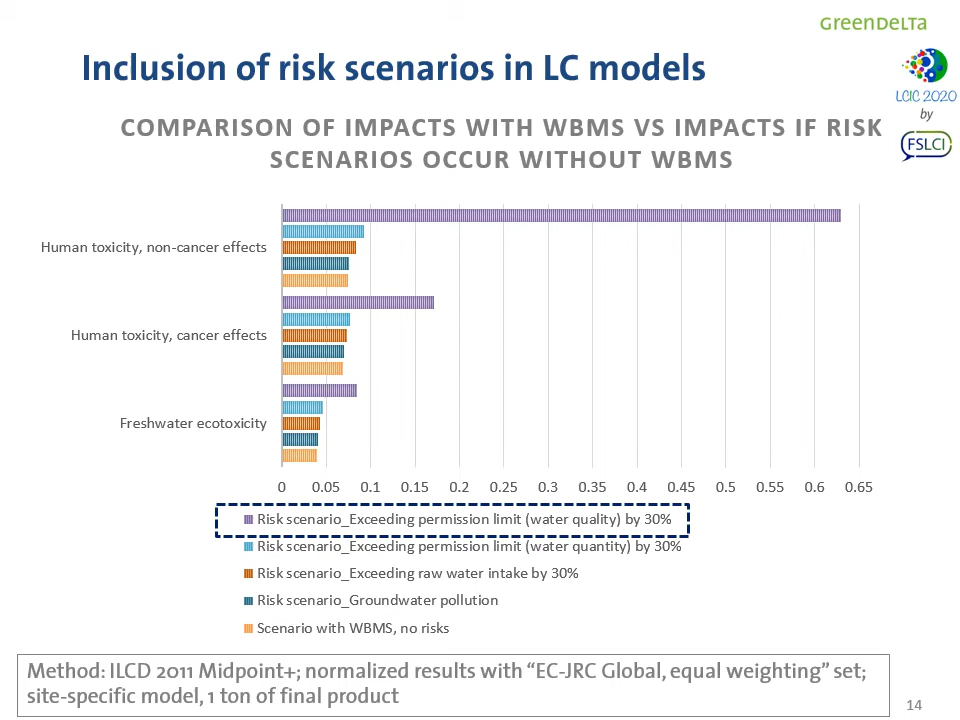 GREENDELTA
Inclusion of risk scenarios in LC models
LCIC 2020
by
FSLCI
COMPARISON OF IMPACTS WITH WBMS VS IMPACTS IF RISK
SCENARIOS OCCUR WITHOUT WBMS
Human toxicity, non-cancer effects
Human toxicity, cancer effects
Freshwater ecotoxicity
0 0.05 0.1 0.15 0.2 0.25 0.3 0.35 0.4 0.45 0.5 0.55 0.6 0.65
Risk scenario_Exceeding permission limit (water quality) by 30%
Risk scenario_Exceeding permission limit (water quantity) by 30%
Risk scenario_Exceeding raw water intake by 30%
Risk scenario_Groundwater pollution
Scenario with WBMS, no risks
Method: ILCD 2011 Midpoint+; normalized results with “EC-JRC Global, equal weighting” set;
site-specific model, 1 ton of final product
14